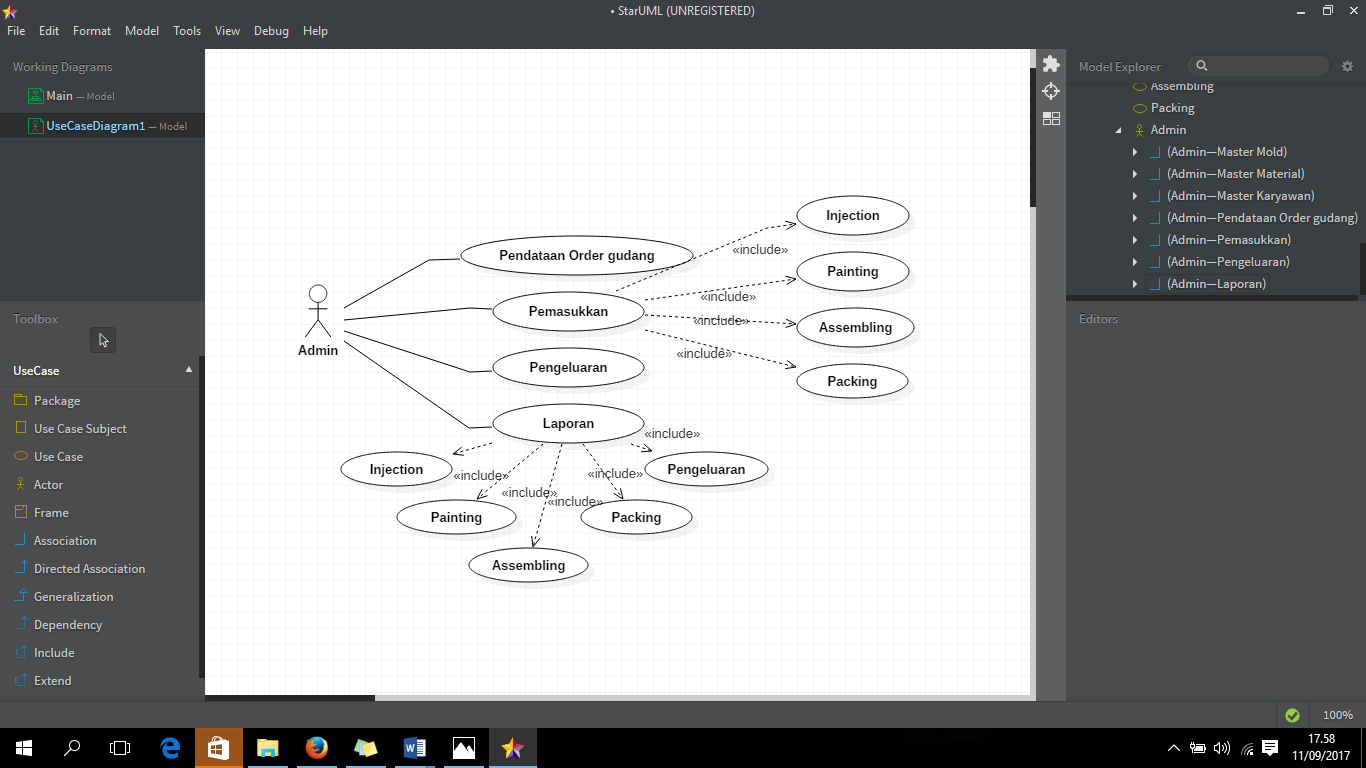 • StarUML (UNREGISTERED)
File Edit Format Model Tools View Debug Help
Working Diagrams
Main — Model
UseCaseDiagram1 — Model
Toolbox
UseCase
Package
Use Case Subject
Use Case
Actor
Frame
Association
Directed Association
Generalization
Dependency
Include
Extend
Admin
Pendataan Order gudang
Pemasukkan
Pengeluaran
Laporan
«include»
«include»
«include»
«include»
Injection
Painting
Assembling
Packing
«include»
«include»
«include»
«include»
«include»
Injection
Painting
Assembling
Packing
Pengeluaran
Model Explorer
Assembling
Packing
Admin
(Admin—Master Mold)
(Admin—Master Material)
(Admin—Master Karyawan)
(Admin—Pendataan Order gudang)
(Admin—Pemasukkan)
(Admin—Pengeluaran)
(Admin—Laporan)
Editors
100%
17.58
11/09/2017